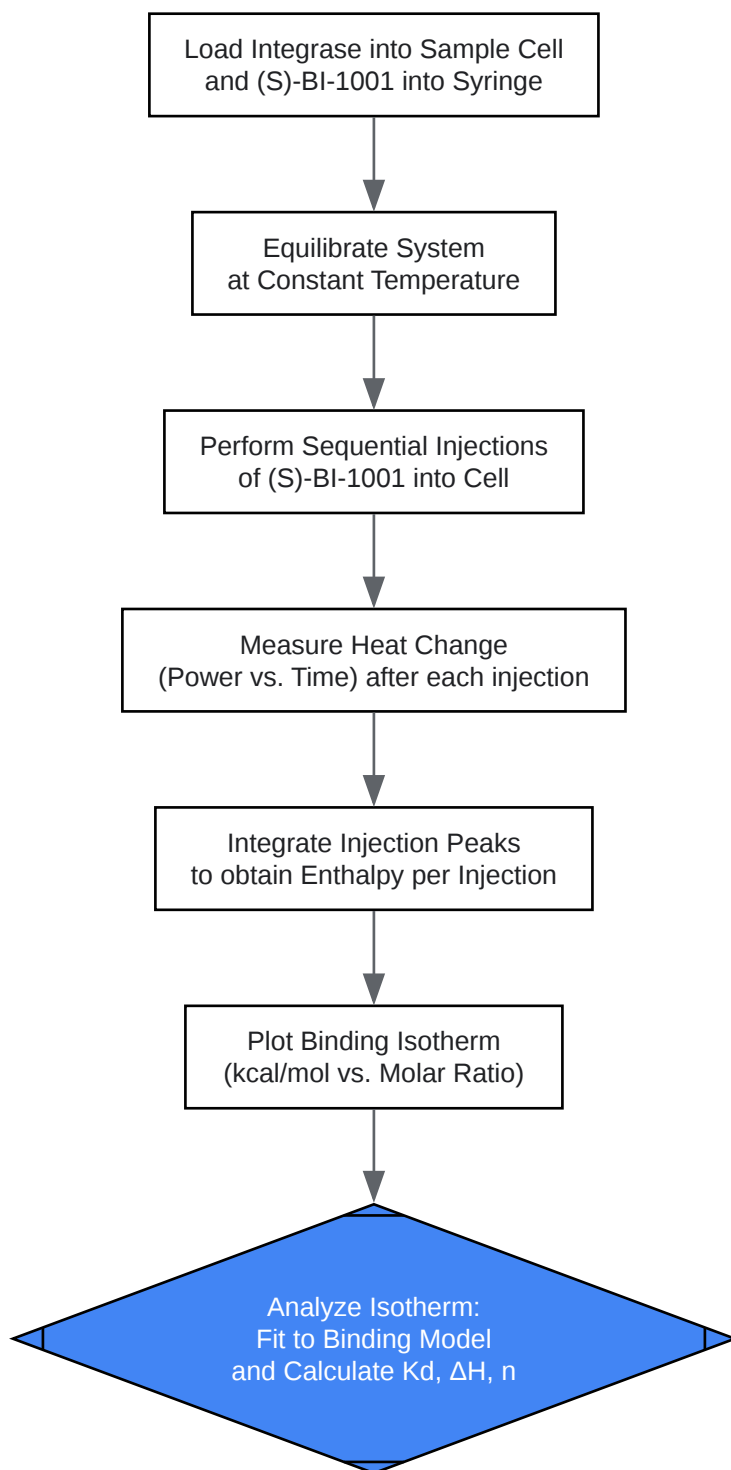 Load Integrase into Sample Cell
and (S)-BI-1001 into Syringe
Equilibrate System
at Constant Temperature
Perform Sequential Injections
of (S)-BI-1001 into Cell
Measure Heat Change
(Power vs. Time) after each injection
Integrate Injection Peaks
to obtain Enthalpy per Injection
Plot Binding Isotherm
(kcal/mol vs. Molar Ratio)
Analyze Isotherm:
Fit to Binding Model
and Calculate Kd, ΔH, n